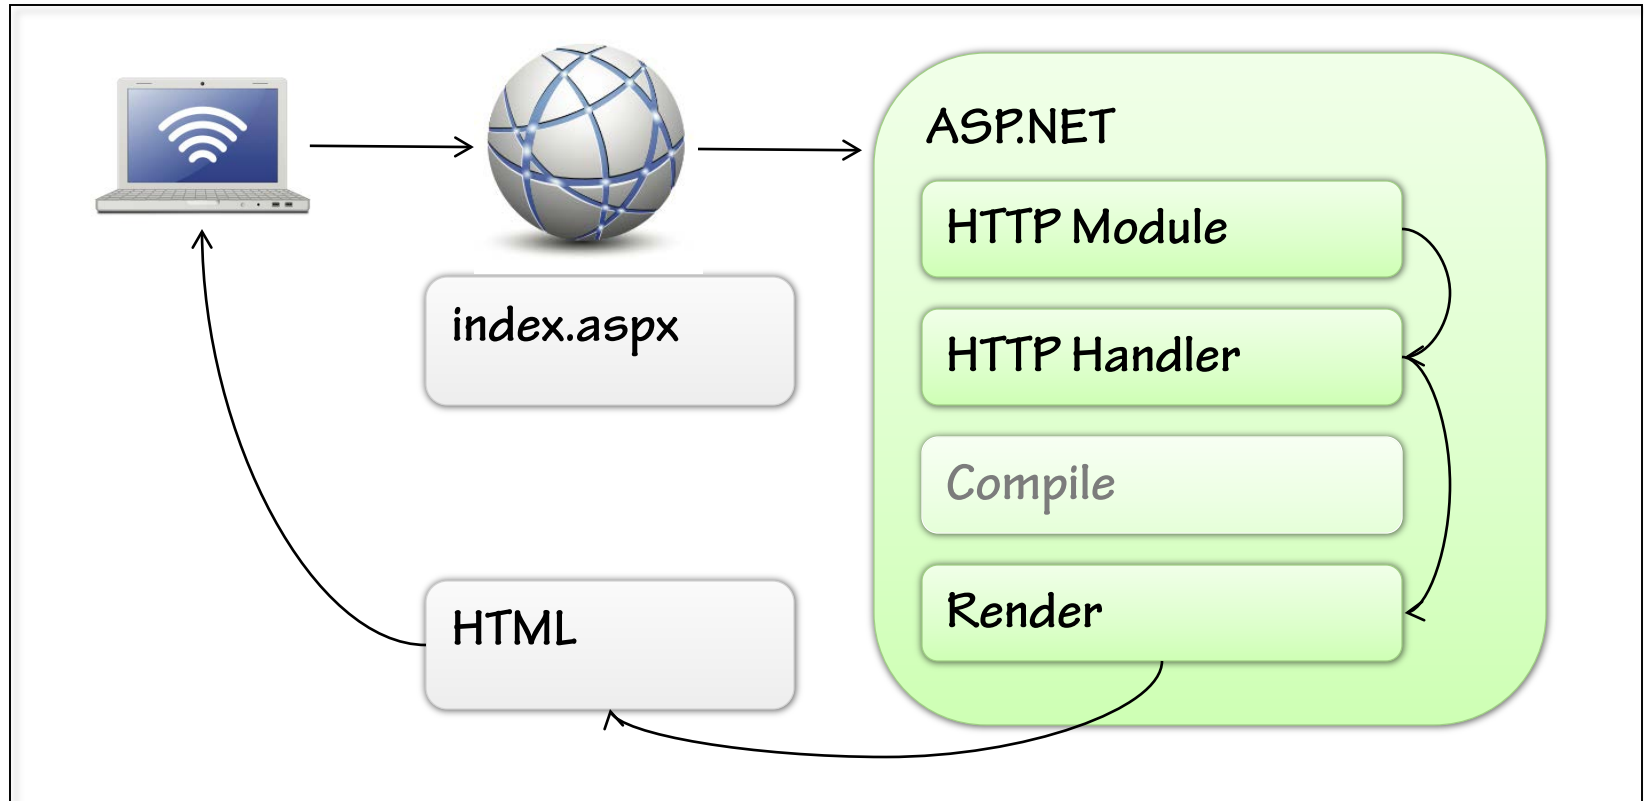 ASP.NET
HTTP Module
index.aspx
HTTP Handler
Compile
Render
HTML